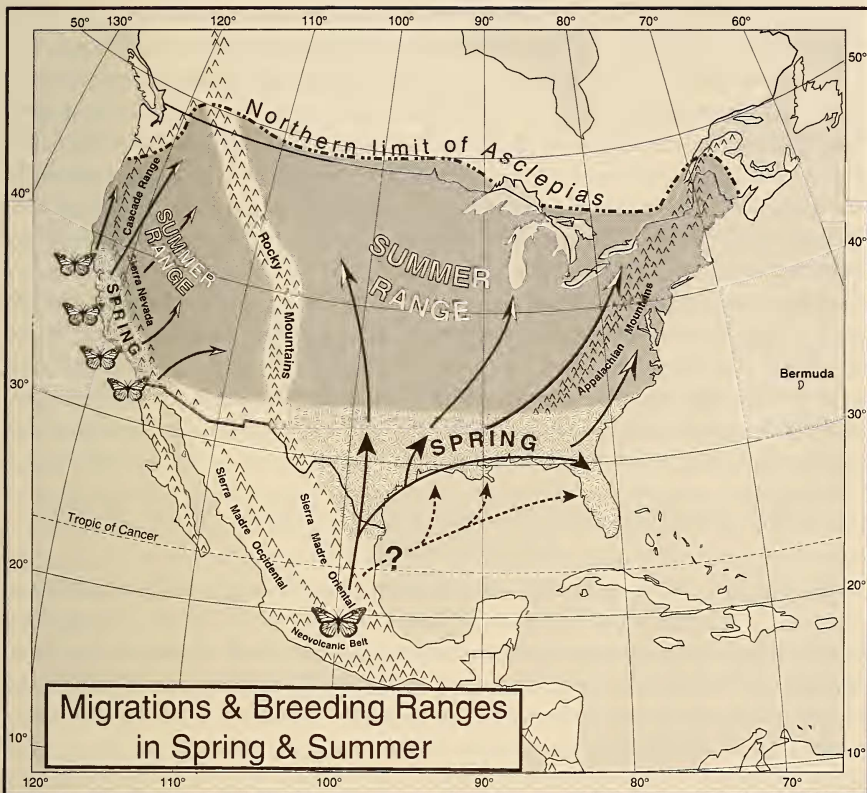 50° 130° 120° 110° 100° 90° 80° 70° 60°
50°
Northern limit of Asclepias
40°
40°
Cascade Range
SUMMER
RANGE
Rocky
Mountains
SUMMER
RANGE
Sierra Nevada
SPRING
Appalachian Mountains
30°
30°
Bermuda
SPRING
Sierra Madre Occidental
Sierra Madre Oriental
Tropic of Cancer
?
20°
20°
Neovolcanic Belt
Migrations & Breeding Ranges
in Spring & Summer
10°
10°
120° 110° 100° 90° 80° 70°